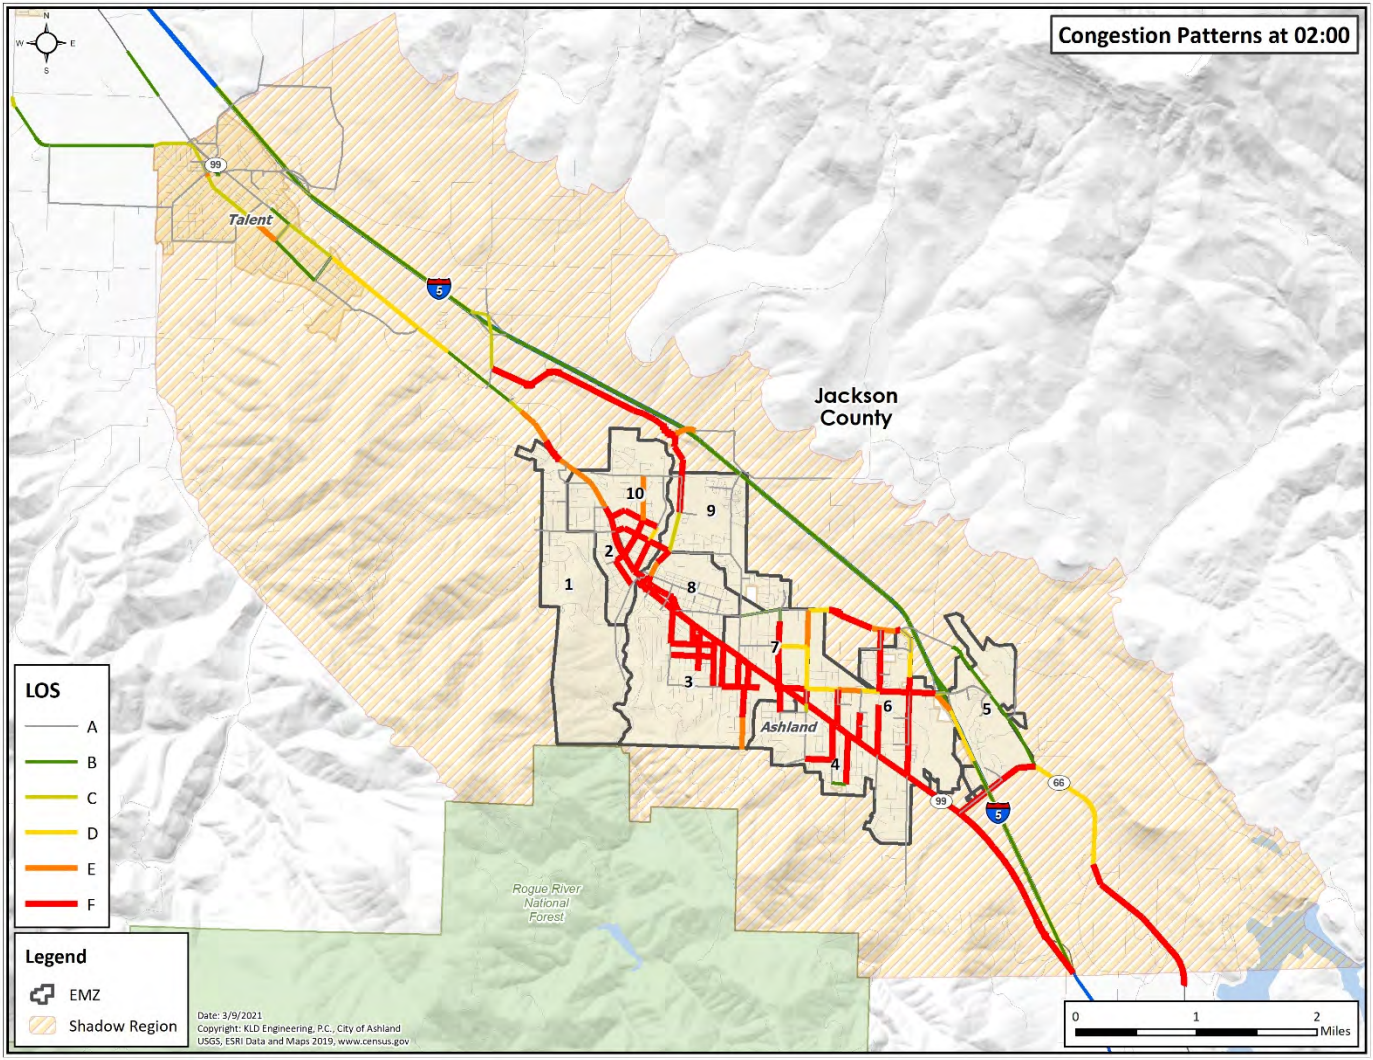 Congestion Patterns at 02:00
N
W E
S
99
Talent
5
Jackson
County
10
9
2
1
8
7
3
6
5
Ashland
4
99
66
5
LOS
A
B
C
D
E
F
Rogue River
National
Forest
Legend
EMZ
Shadow Region
Date: 3/9/2021
Copyright: KLD Engineering, P.C., City of Ashland
USGS, ESRI Data and Maps 2019, www.census.gov
0 1 2
Miles